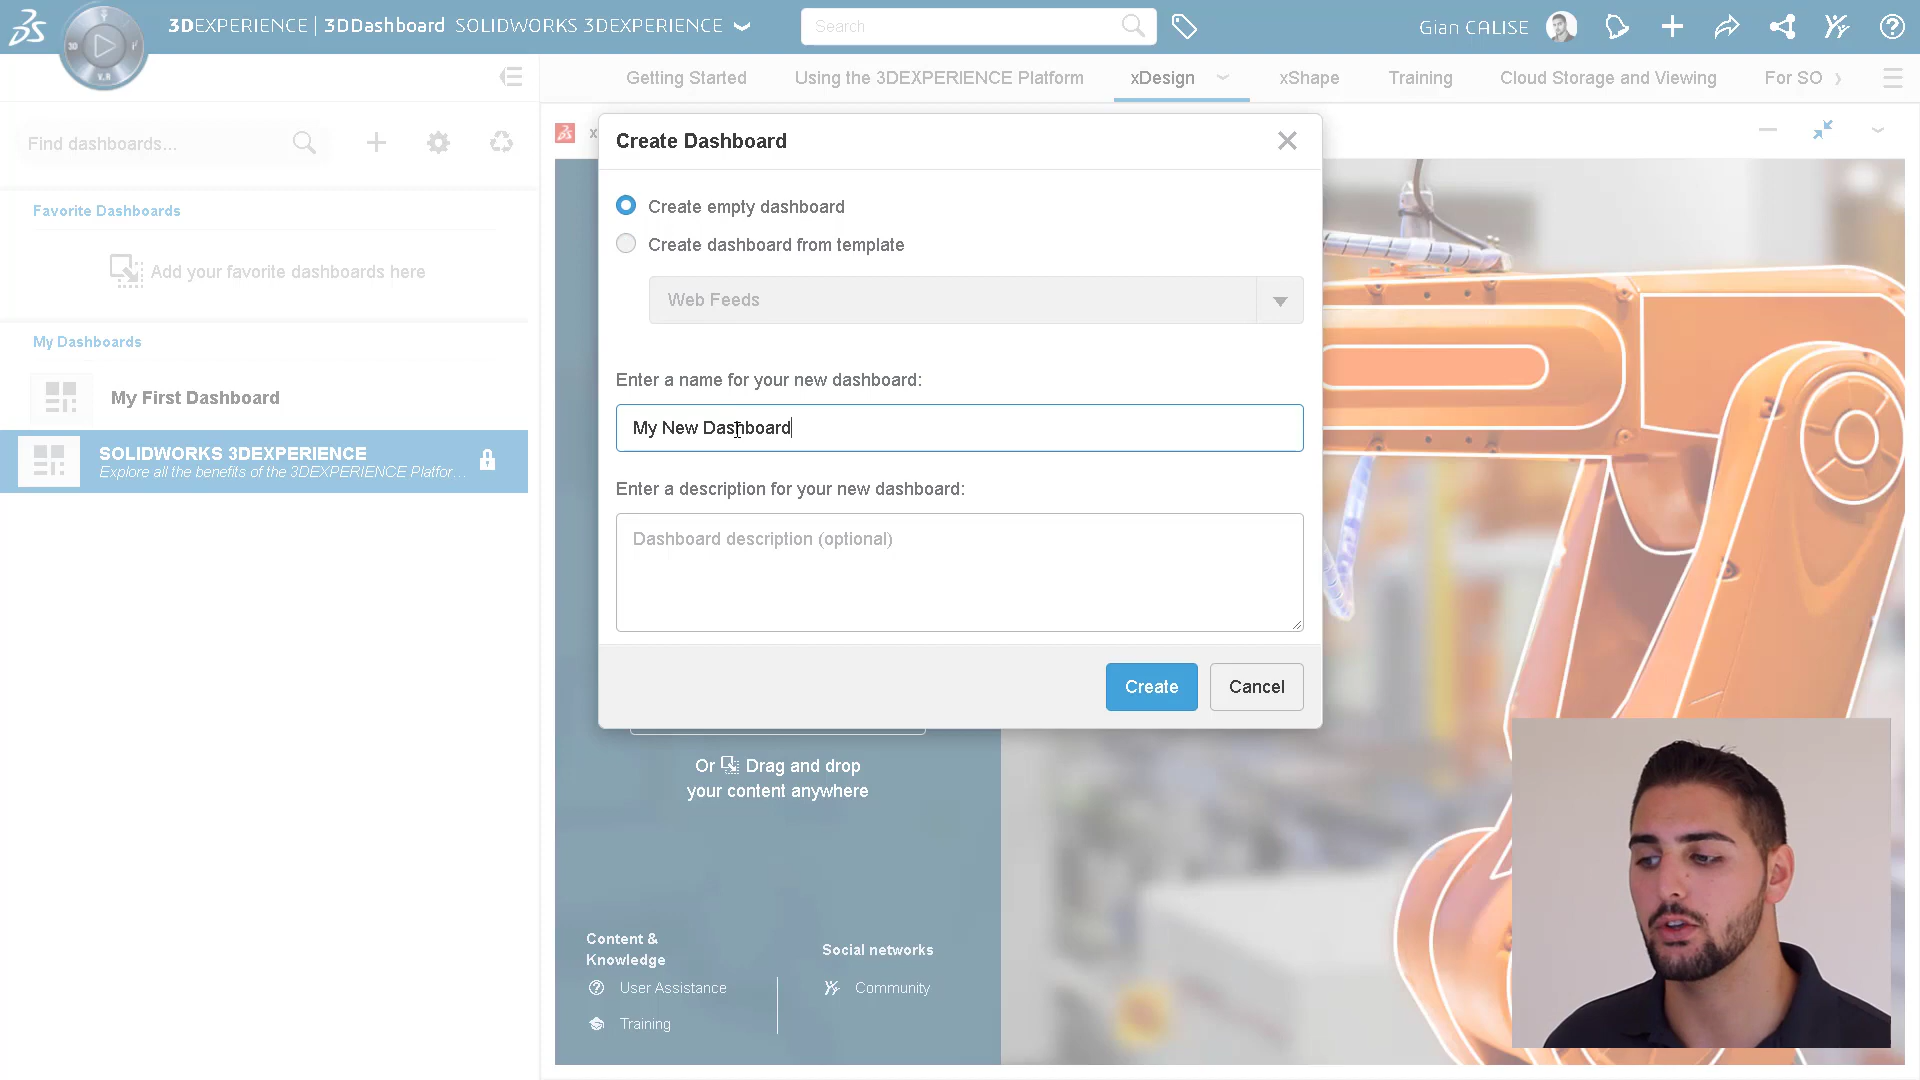 3DEXPERIENCE | 3DDashboard SOLIDWORKS 3DEXPERIENCE
Search
Gian CALISE
3D
i²
V.R
Getting Started
Using the 3DEXPERIENCE Platform
xDesign
xShape
Training
Cloud Storage and Viewing
For SO
Find dashboards...
Favorite Dashboards
Add your favorite dashboards here
My Dashboards
My First Dashboard
SOLIDWORKS 3DEXPERIENCE
Explore all the benefits of the 3DEXPERIENCE Platfor...
x
Create Dashboard
Create empty dashboard
Create dashboard from template
Web Feeds
Enter a name for your new dashboard:
My New Dashboard
Enter a description for your new dashboard:
Dashboard description (optional)
Create
Cancel
Or Drag and drop
your content anywhere
Content &
Knowledge
User Assistance
Training
Social networks
Community